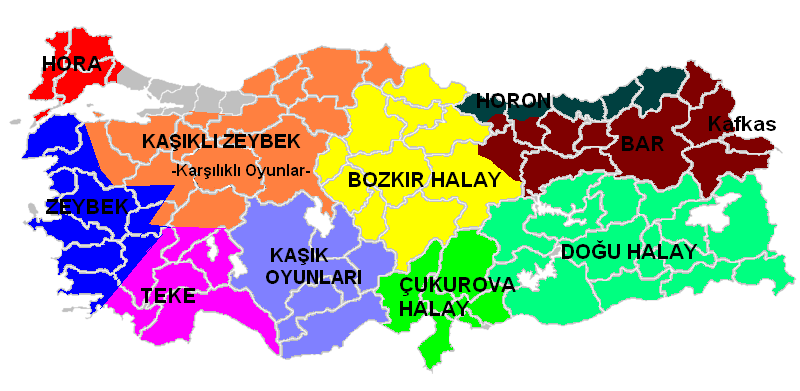 HORA
HORON
Kafkas
KAŞIKLI ZEYBEK
BAR
-Karşılıklı Oyunlar-
BOZKIR HALAY
ZEYBEK
KAŞIK
OYUNLARI
DOĞU HALAY
TEKE
ÇUKUROVA
HALAY